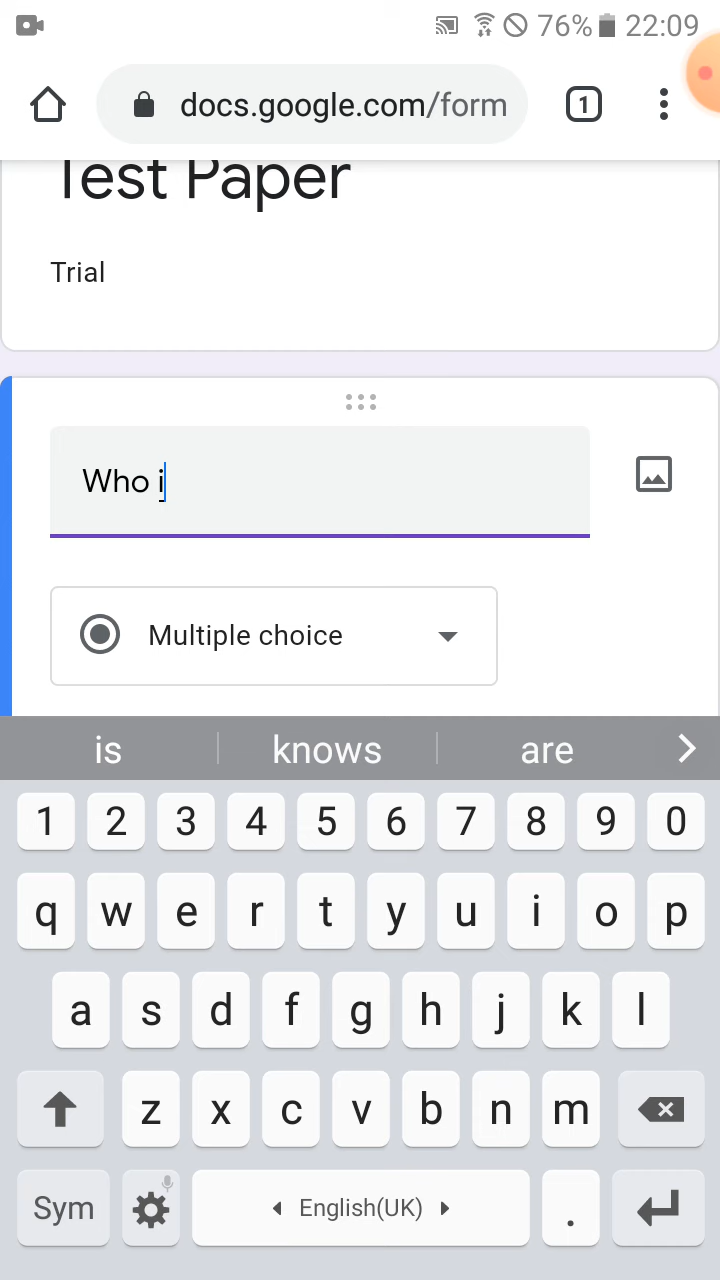 76% 22:09
docs.google.com/form 1
Test Paper
Trial
Who i
Multiple choice
is knows are
1 2 3 4 5 6 7 8 9 0
q w e r t y u i o p
a s d f g h j k l
z x c v b n m
Sym English(UK) .